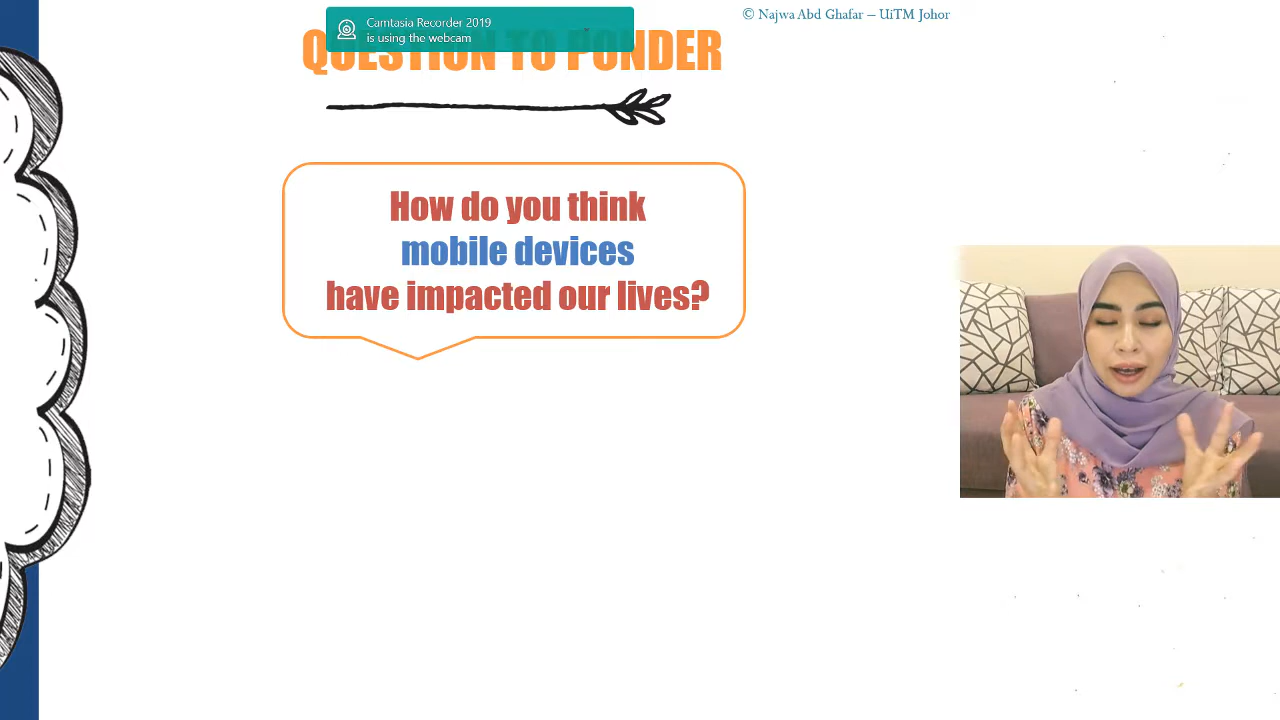 Camtasia Recorder 2019
is using the webcam
© Najwa Abd Ghafar – UiTM Johor
QUESTION TO PONDER
How do you think
mobile devices
have impacted our lives?